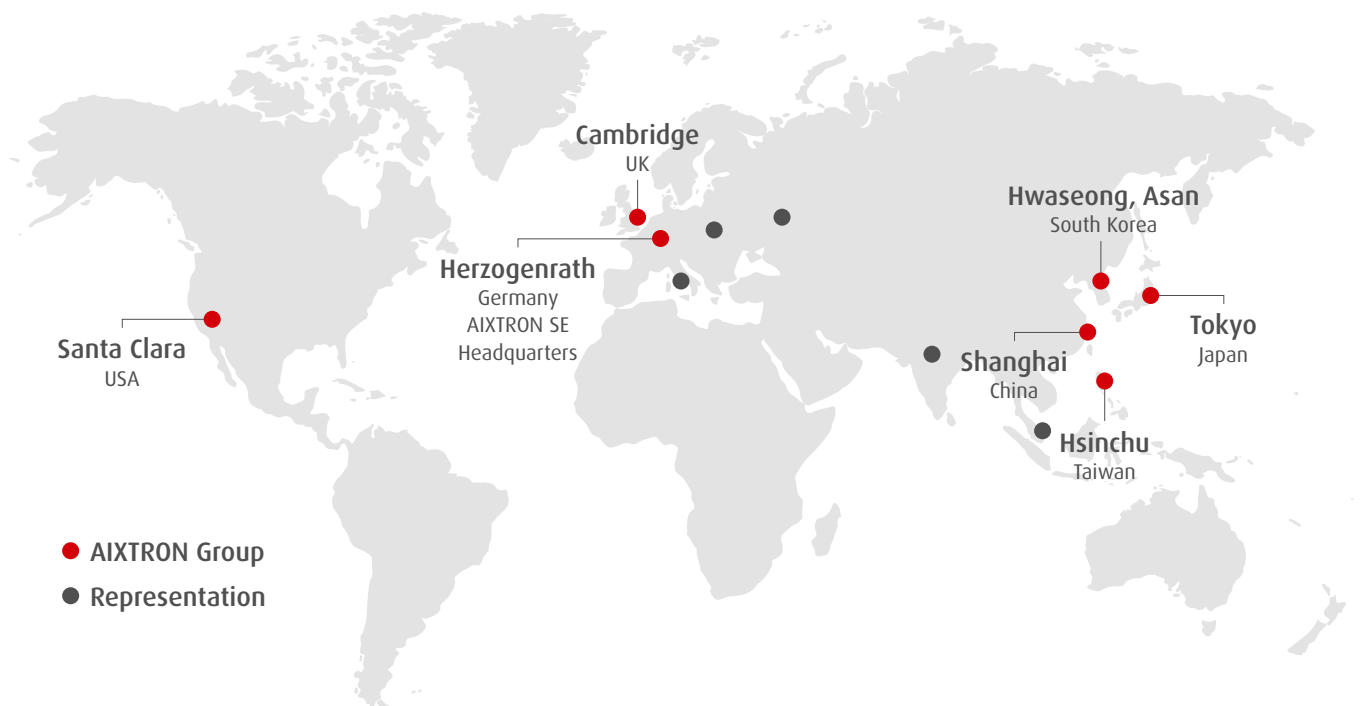 Cambridge
UK
Hwaseong, Asan
South Korea
Herzogenrath
Germany
AIXTRON SE
Headquarters
Santa Clara
USA
Tokyo
Japan
Shanghai
China
Hsinchu
Taiwan
AIXTRON Group
Representation